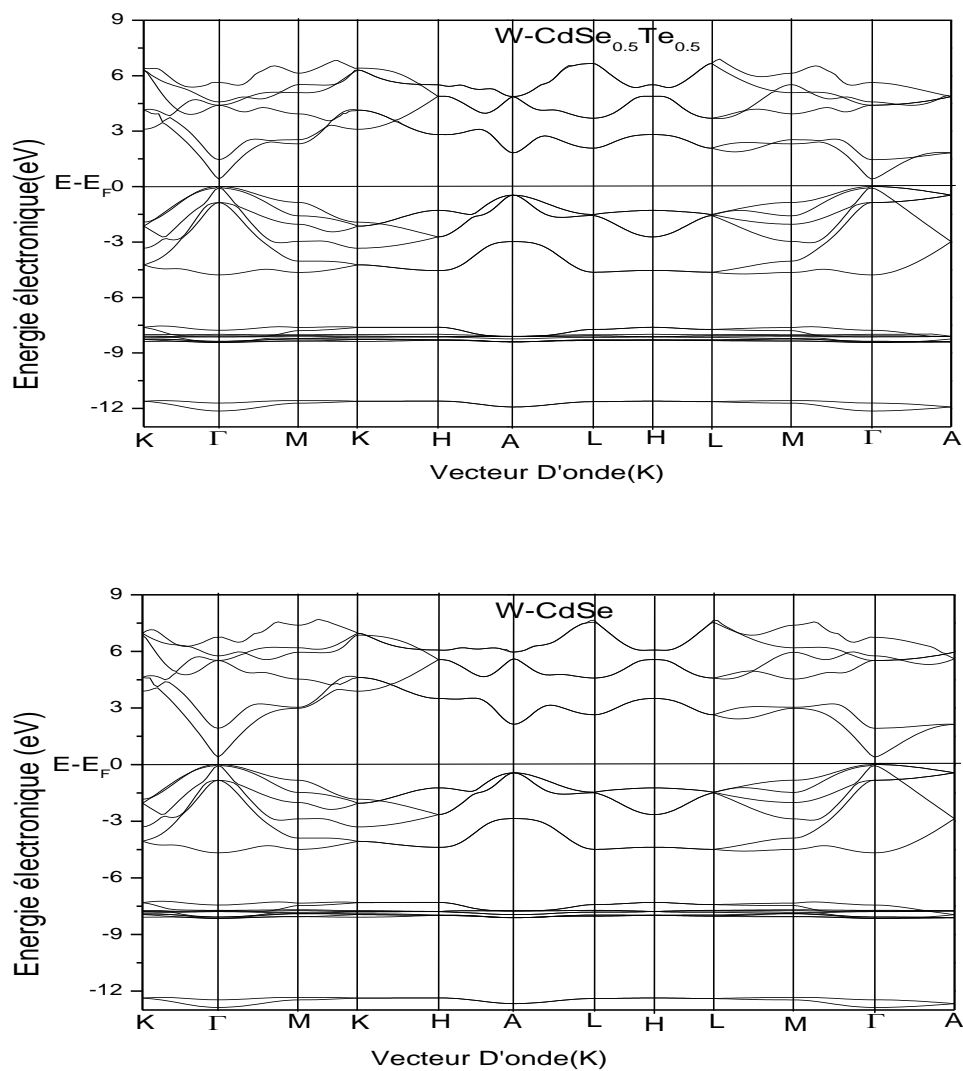 W-CdSe0.5Te0.5
Energie électronique(eV)
9
6
3
E-EF0
-3
-6
-9
-12
K Γ M K H A L H L M Γ A
Vecteur D'onde(K)
W-CdSe
Energie électronique (eV)
9
6
3
E-EF0
-3
-6
-9
-12
K Γ M K H A L H L M Γ A
Vecteur D'onde(K)